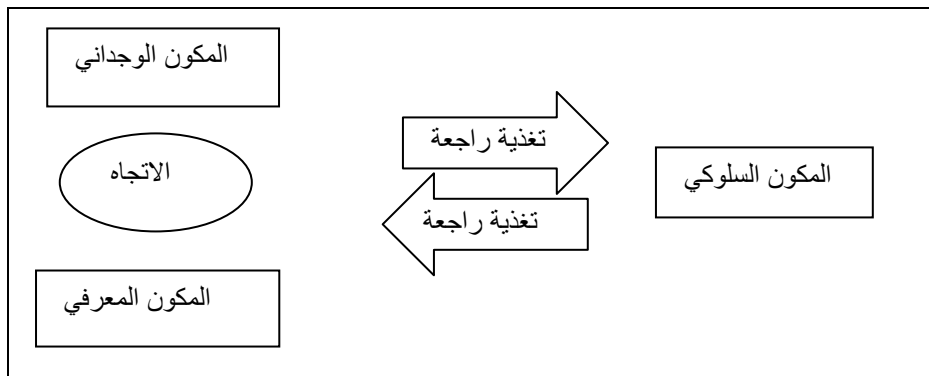 المكون الوجداني
تغذية راجعة
الاتجاه
المكون السلوكي
تغذية راجعة
المكون المعرفي